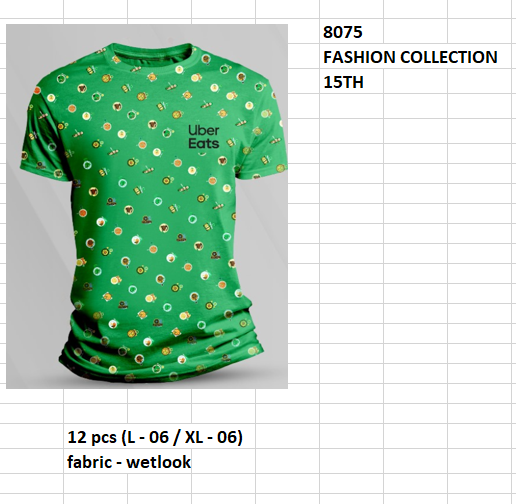 8075
FASHION COLLECTION
15TH
Uber
Eats
12 pcs (L - 06 / XL - 06)
fabric - wetlook